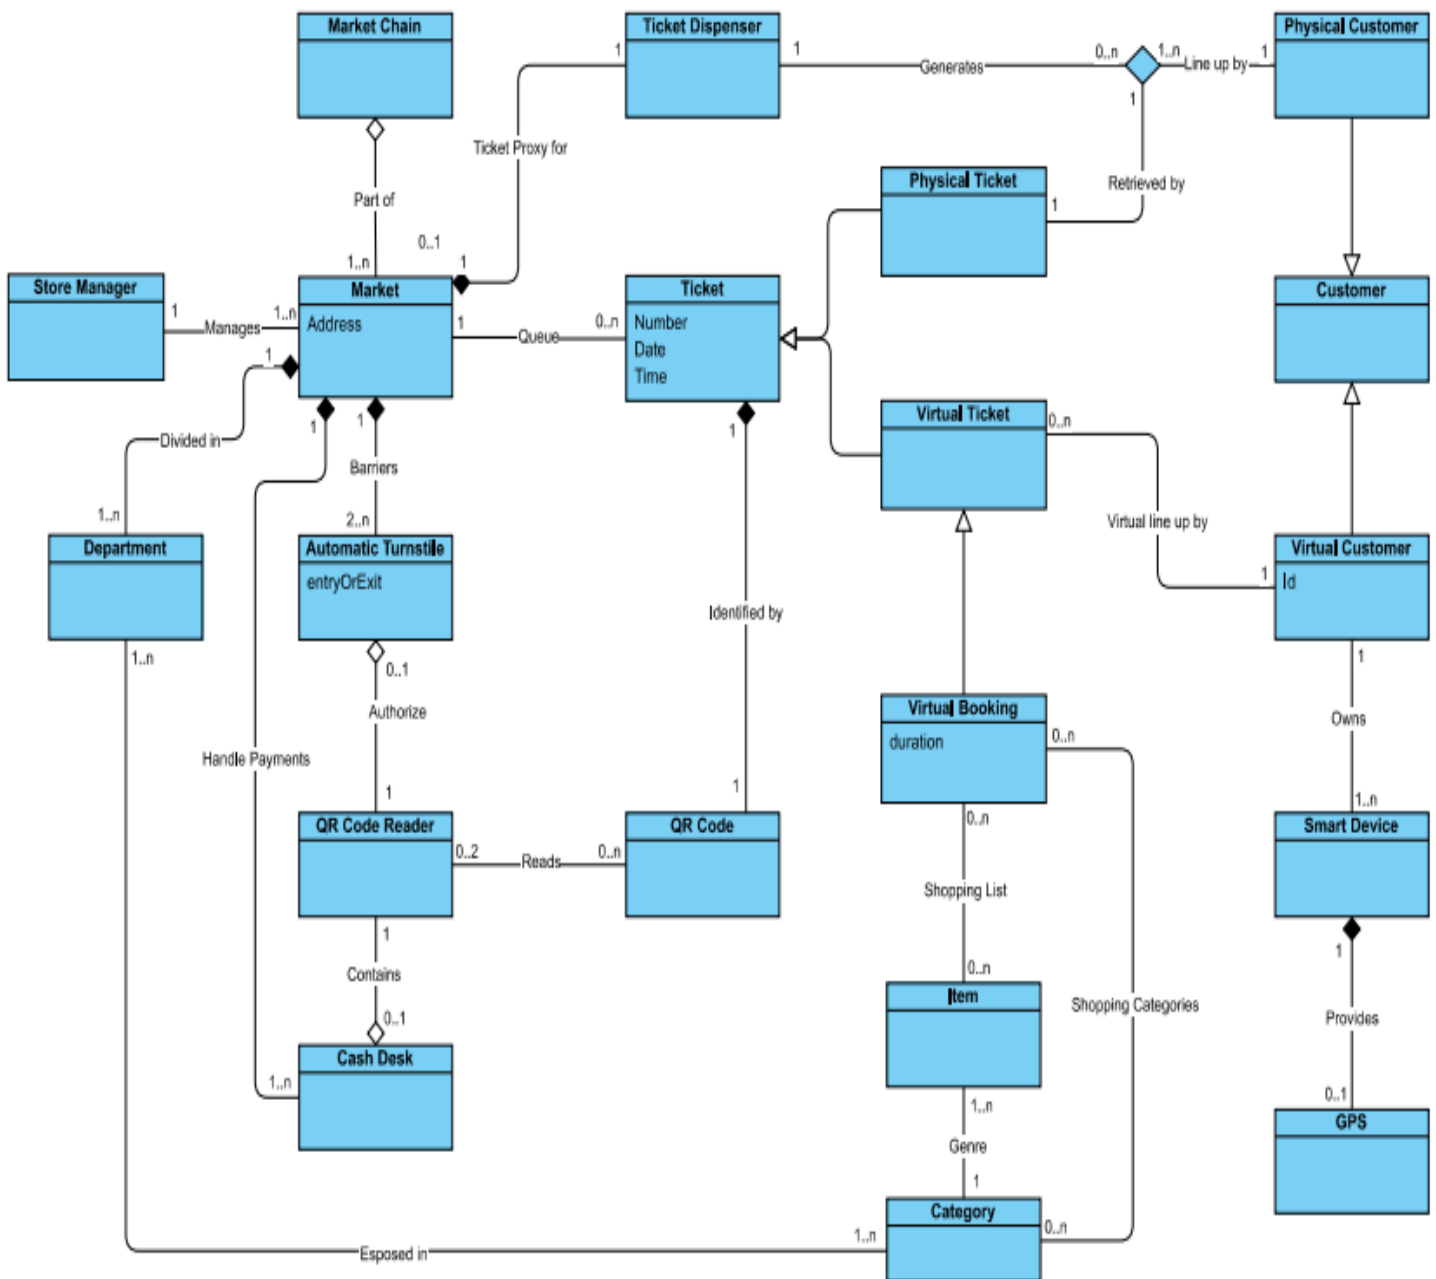 Market Chain
Ticket Dispenser
Physical Customer
1
1
Generates
0..n
1..n
Line up by
1
1
Ticket Proxy for
Part of
Physical Ticket
Retrieved by
1
0..1
1..n
1
Store Manager
Market
Ticket
Customer
1
Manages
1..n
Address
1
Queue
0..n
Number
Date
Time
1
1
1
1
Virtual Ticket
0..n
Divided in
Barriers
1..n
2..n
Virtual line up by
Department
Automatic Turnstile
Virtual Customer
entryOrExit
1
Id
Identified by
1..n
0..1
1
Authorize
Virtual Booking
Owns
Handle Payments
duration
0..n
1
1
1..n
QR Code Reader
QR Code
0..n
Smart Device
0..2
Reads
0..n
Shopping List
1
1
Contains
0..n
Item
Shopping Categories
0..1
Provides
Cash Desk
1..n
0..1
1..n
GPS
Genre
1
Category
1..n
0..n
Esposed in